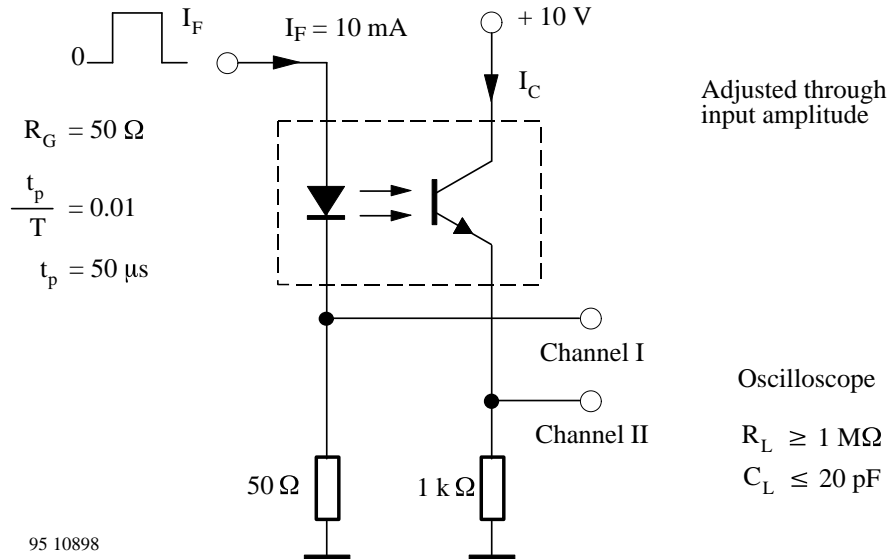 I_F
0
I_F = 10 mA
+ 10 V
I_C
Adjusted through
input amplitude
R_G = 50 Ω
t_p
T
= 0.01
t_p = 50 μs
Channel I
Channel II
Oscilloscope
R_L ≥ 1 MΩ
C_L ≤ 20 pF
50 Ω
1 k Ω
95 10898